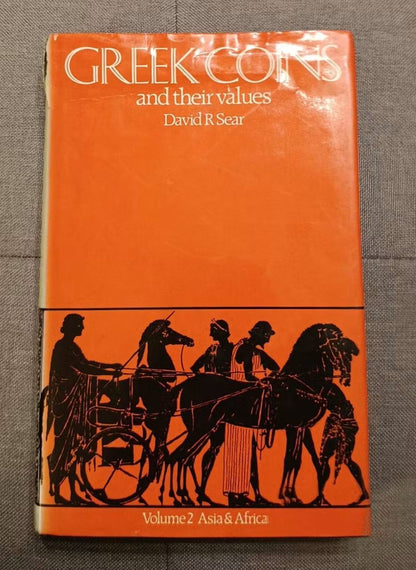 GREEK COINS
and their values
David R Sear
Volume 2 Asia & Africa